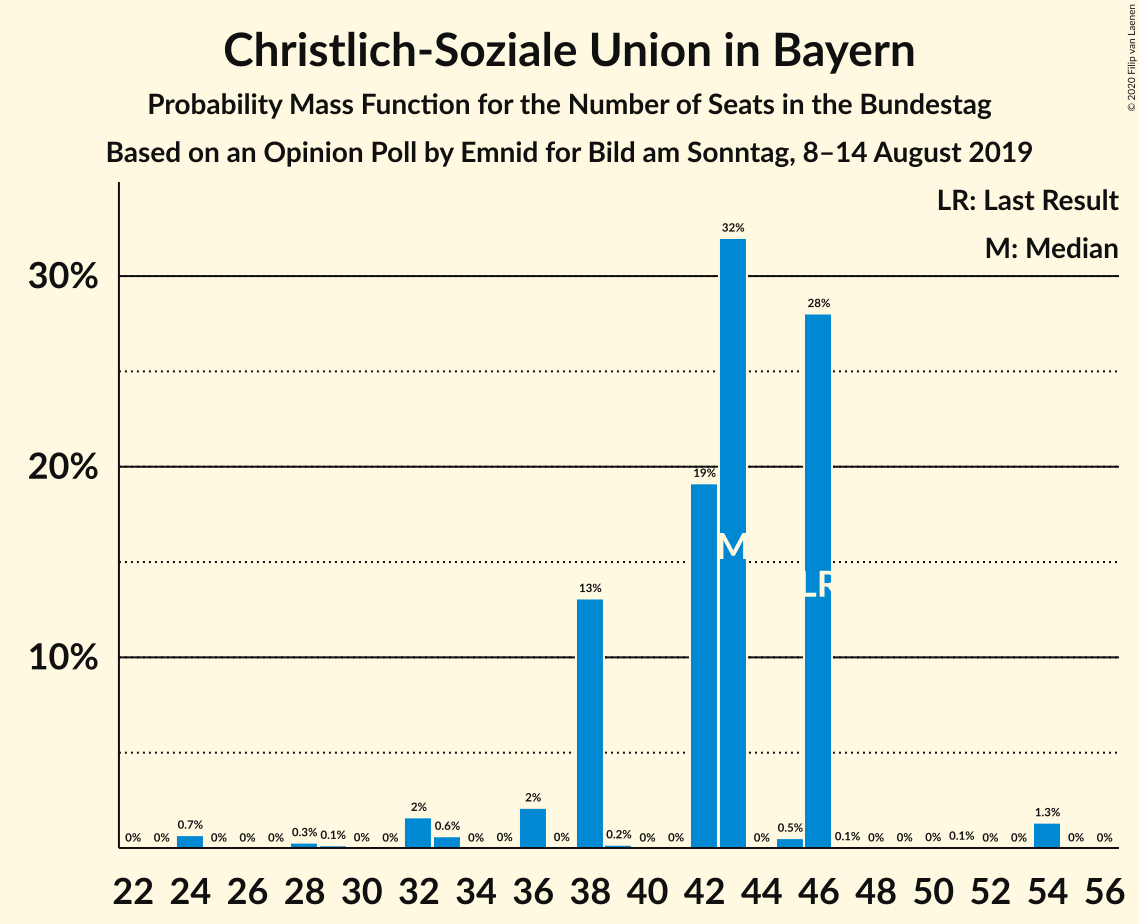 Christlich-Soziale Union in Bayern
Probability Mass Function for the Number of Seats in the Bundestag
Based on an Opinion Poll by Emnid for Bild am Sonntag, 8–14 August 2019
© 2020 Filip van Laenen
LR: Last Result
M: Median
30%
20%
10%
0% 0% 0.7% 0% 0% 0% 0.3% 0.1% 0% 0% 2% 0.6% 0% 0% 2% 0% 13% 0.2% 0% 0% 19% 32% 0% 0.5% 28% 0.1% 0% 0% 0% 0.1% 0% 0% 1.3% 0% 0%
M
LR
22 24 26 28 30 32 34 36 38 40 42 44 46 48 50 52 54 56